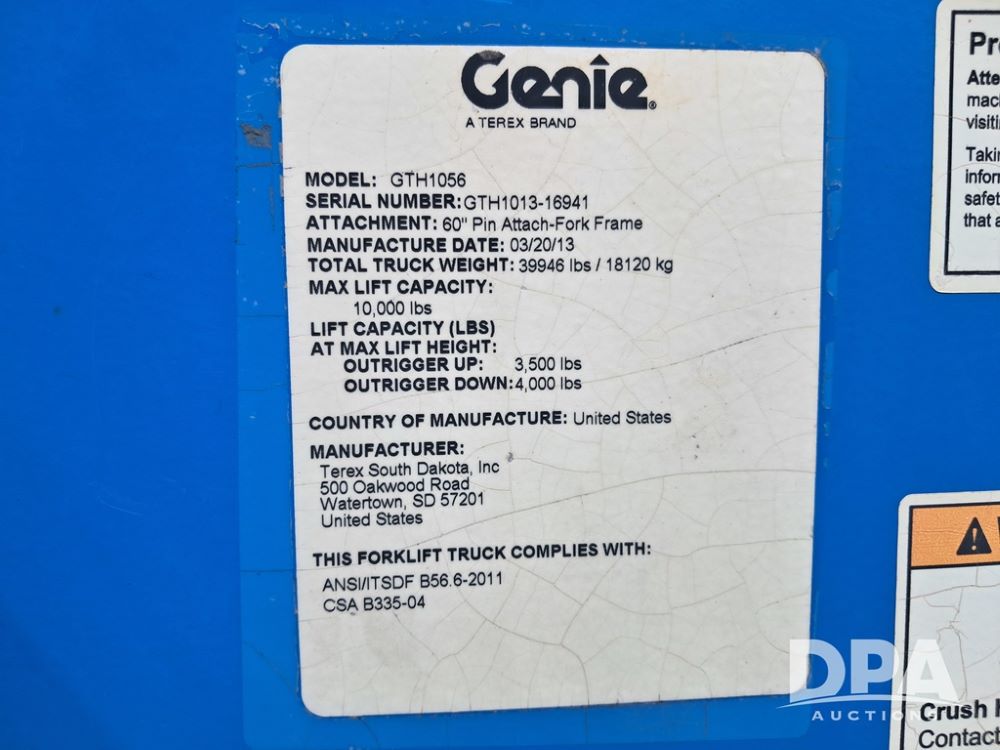 Genie
A TEREX BRAND
MODEL: GTH1056
SERIAL NUMBER: GTH1013-16941
ATTACHMENT: 60" Pin Attach-Fork Frame
MANUFACTURE DATE: 03/20/13
TOTAL TRUCK WEIGHT: 39946 lbs / 18120 kg
MAX LIFT CAPACITY:
10,000 lbs
LIFT CAPACITY (LBS)
AT MAX LIFT HEIGHT:
OUTRIGGER UP: 3,500 lbs
OUTRIGGER DOWN: 4,000 lbs
COUNTRY OF MANUFACTURE: United States
MANUFACTURER:
Terex South Dakota, Inc
500 Oakwood Road
Watertown, SD 57201
United States
THIS FORKLIFT TRUCK COMPLIES WITH:
ANSI/ITSDF B56.6-2011
CSA B335-04
that
Crush
Contact
DPA
AUCTIONS